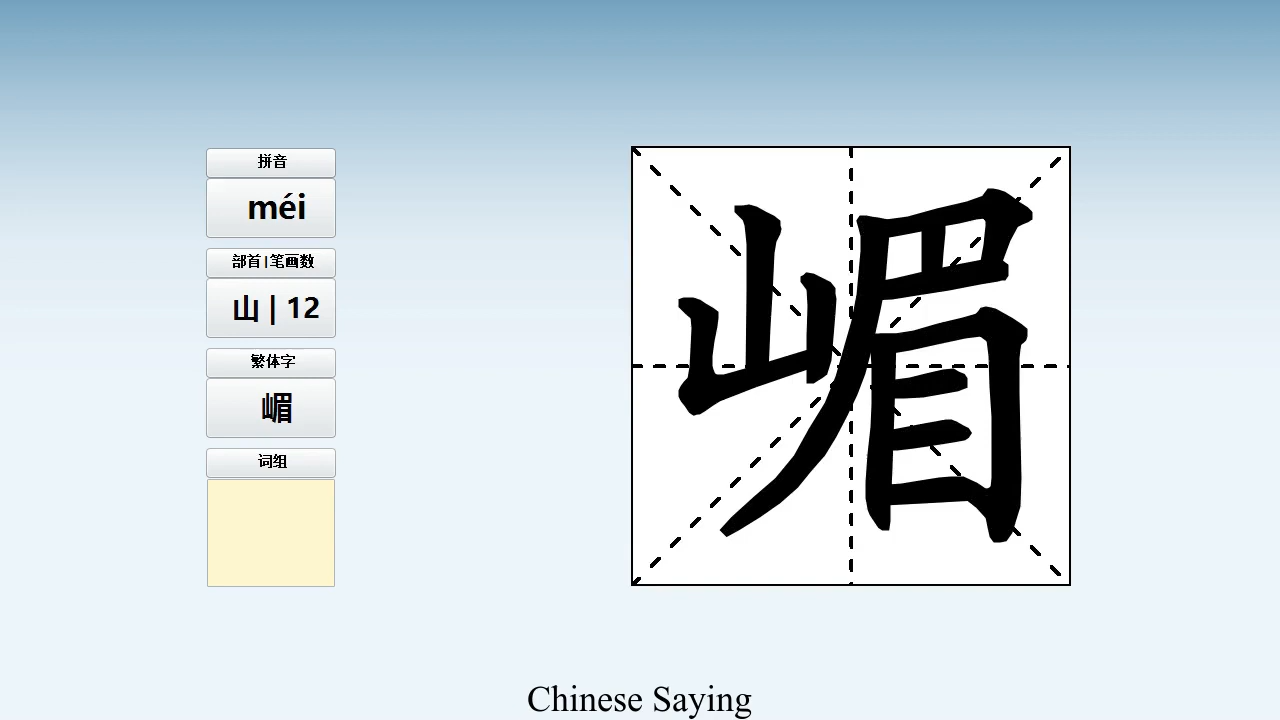 拼音
méi
部首|笔画数
山 | 12
繁体字
嵋
词组
嵋
Chinese Saying